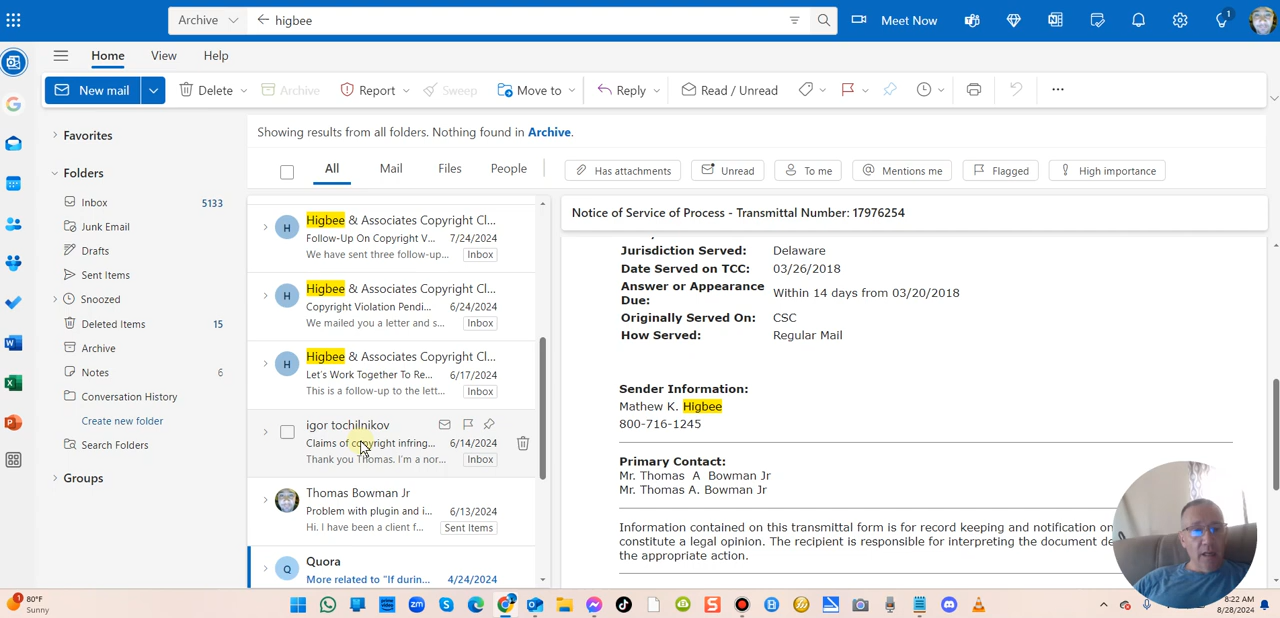 Archive
higbee
Meet Now
1
Home
View
Help
New mail
Delete
Archive
Report
Sweep
Move to
Reply
Read / Unread
Favorites
Folders
Inbox 5133
Junk Email
Drafts
Sent Items
Snoozed
Deleted Items 15
Archive
Notes 6
Conversation History
Create new folder
Search Folders
Groups
Showing results from all folders. Nothing found in Archive.
All
Mail
Files
People
Has attachments
Unread
To me
Mentions me
Flagged
High importance
H
Higbee & Associates Copyright Cl...
Follow-Up On Copyright V... 7/24/2024
We have sent three follow-up... Inbox
H
Higbee & Associates Copyright Cl...
Copyright Violation Pendi... 6/24/2024
We mailed you a letter and s... Inbox
H
Higbee & Associates Copyright Cl...
Let's Work Together To Re... 6/17/2024
This is a follow-up to the lett... Inbox
igor tochilnikov
Claims of copyright infring... 6/14/2024
Thank you Thomas. I'm a nor... Inbox
Thomas Bowman Jr
Problem with plugin and i... 6/13/2024
Hi. I have been a client f... Sent Items
Q
Quora
More related to "If durin... 4/24/2024
Notice of Service of Process - Transmittal Number: 17976254
Jurisdiction Served: Delaware
Date Served on TCC: 03/26/2018
Answer or Appearance
Due: Within 14 days from 03/20/2018
Originally Served On: CSC
How Served: Regular Mail
Sender Information:
Mathew K. Higbee
800-716-1245
Primary Contact:
Mr. Thomas A Bowman Jr
Mr. Thomas A. Bowman Jr
Information contained on this transmittal form is for record keeping and notification on
constitute a legal opinion. The recipient is responsible for interpreting the document de
the appropriate action.
80°F
Sunny
8:22 AM
8/28/2024